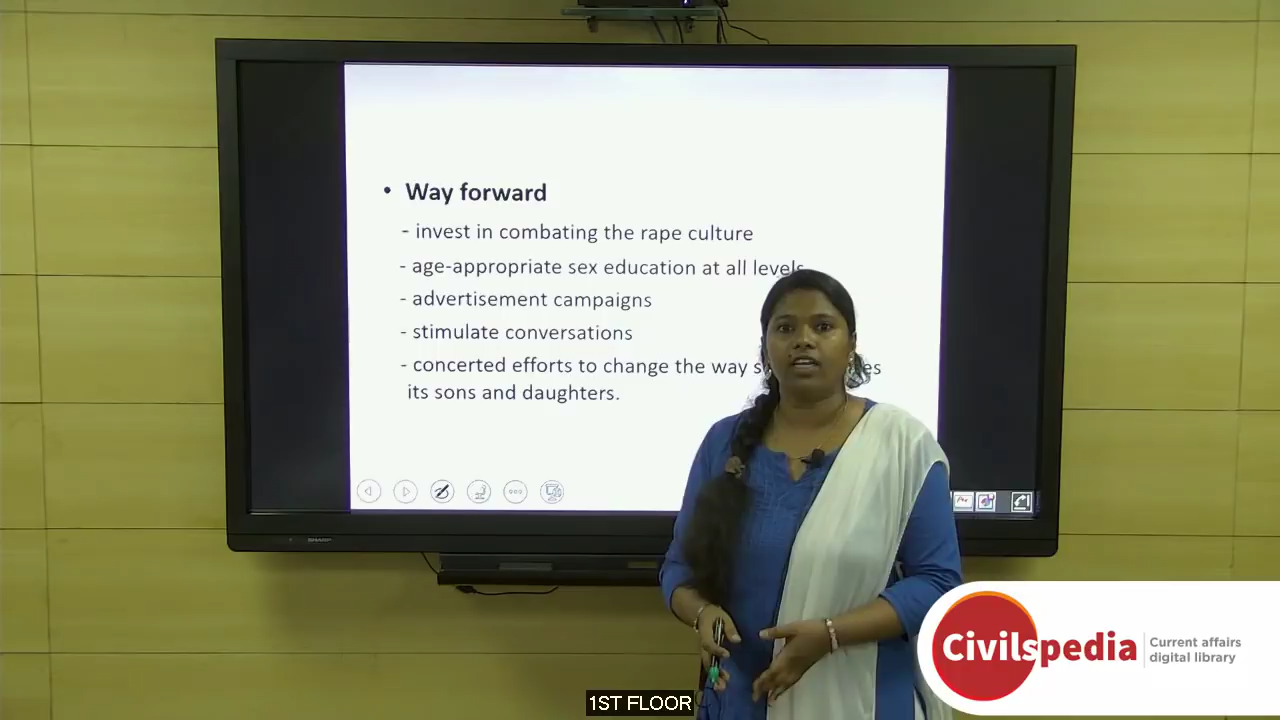 • Way forward
- invest in combating the rape culture
- age-appropriate sex education at all levels
- advertisement campaigns
- stimulate conversations
- concerted efforts to change the way
its sons and daughters.
SHARP
Civilspedia
Current affairs
digital library
1ST FLOOR